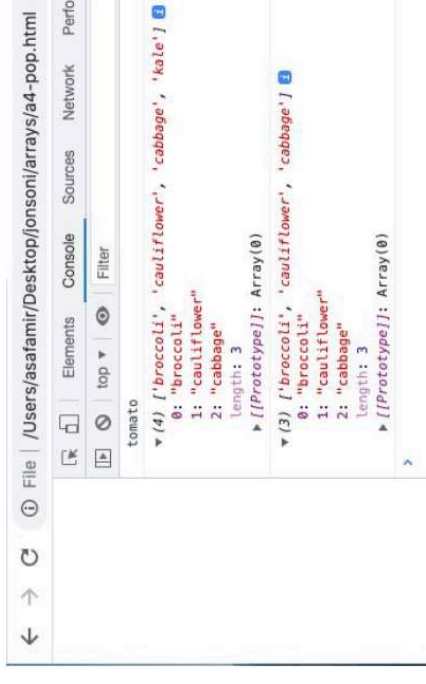 File | /Users/asafamir/Desktop/jonsoni/arrays/a4-pop.html
Elements Console Sources Network Perfo
top Filter
tomato
(4) ['broccoli', 'cauliflower', 'cabbage', 'kale'] i
0: "broccoli"
1: "cauliflower"
2: "cabbage"
length: 3
[[Prototype]]: Array(0)
(3) ['broccoli', 'cauliflower', 'cabbage'] i
0: "broccoli"
1: "cauliflower"
2: "cabbage"
length: 3
[[Prototype]]: Array(0)
>